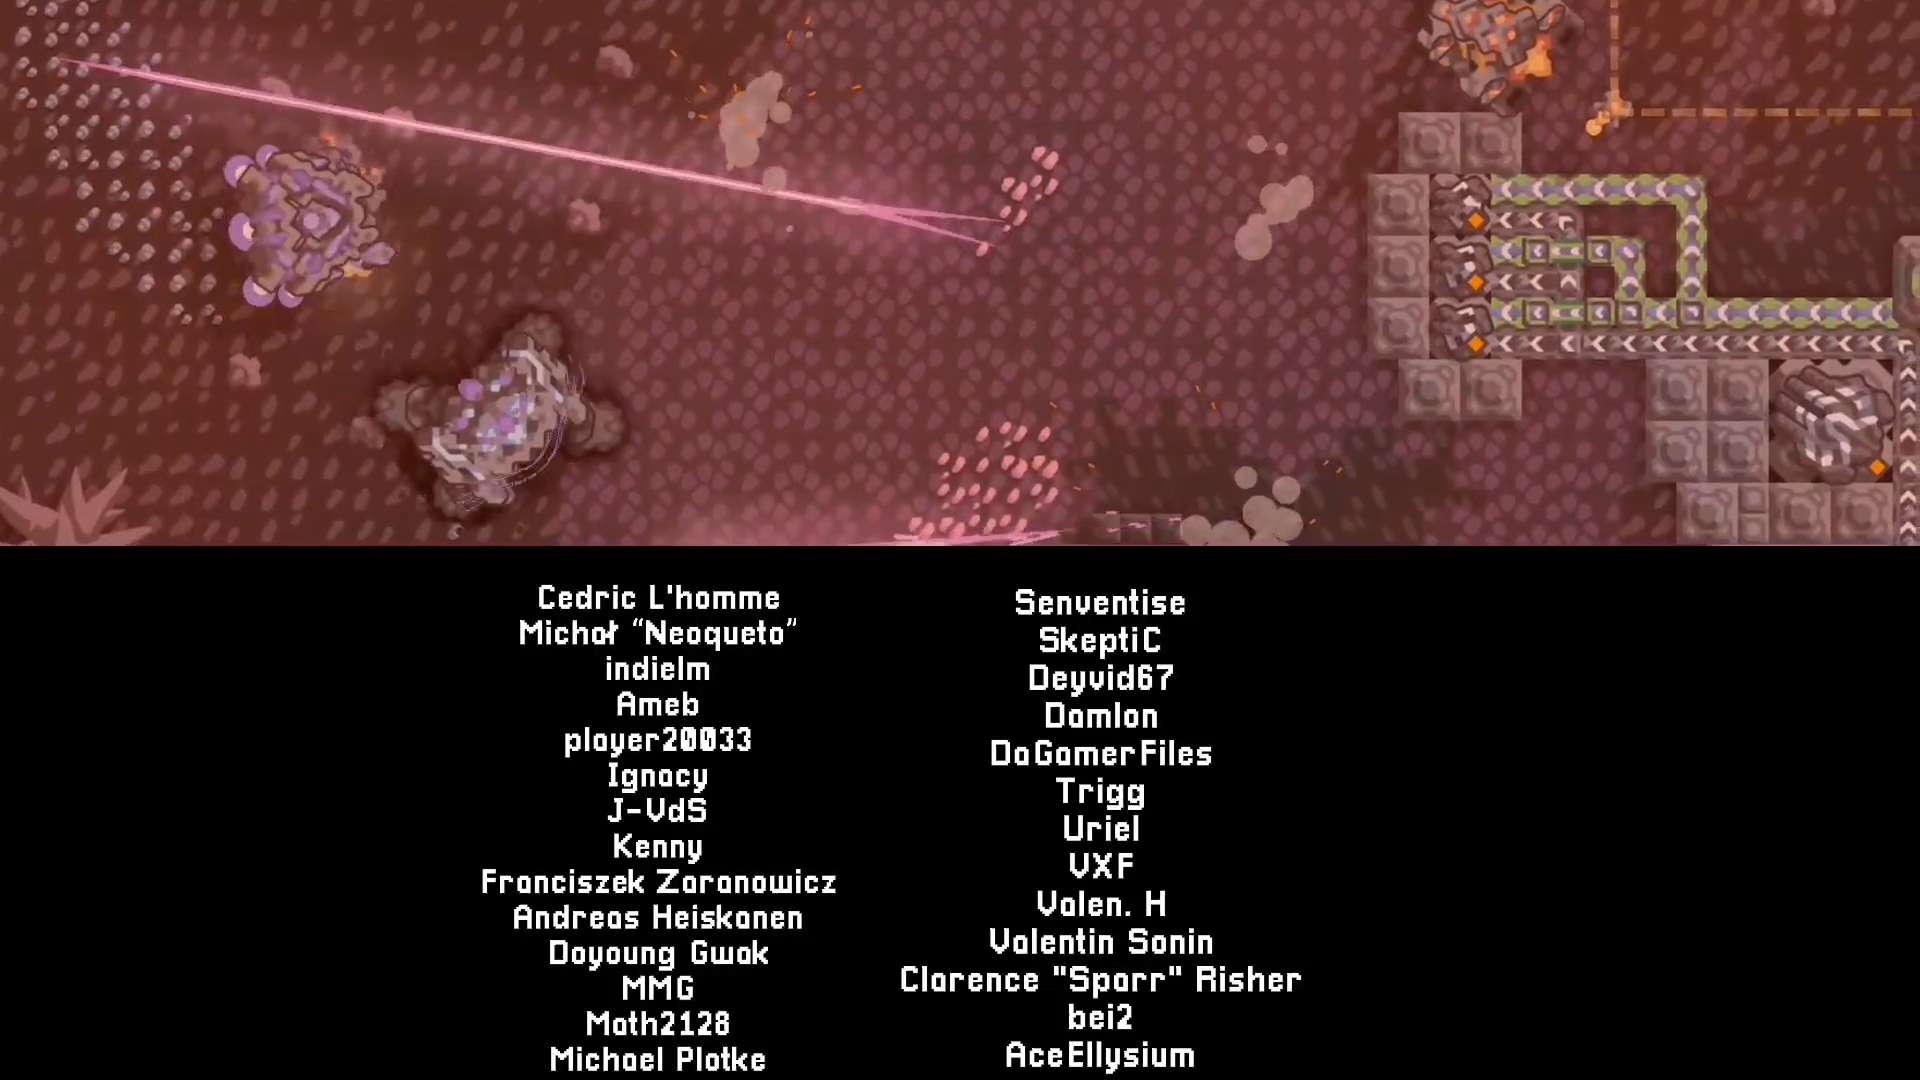 Cedric L'homme
Michał “Neoqueto”
indielm
Ameb
player20033
Ignacy
J-VdS
Kenny
Franciszek Zaranowicz
Andreas Heiskanen
Doyoung Gwak
MMG
Math2128
Michael Plotke
Senventise
SkeptiC
Deyvid67
Damlon
DaGamerFiles
Trigg
Uriel
VXF
Valen. H
Valentin Sonin
Clarence "Sparr" Risher
bei2
AceEllysium